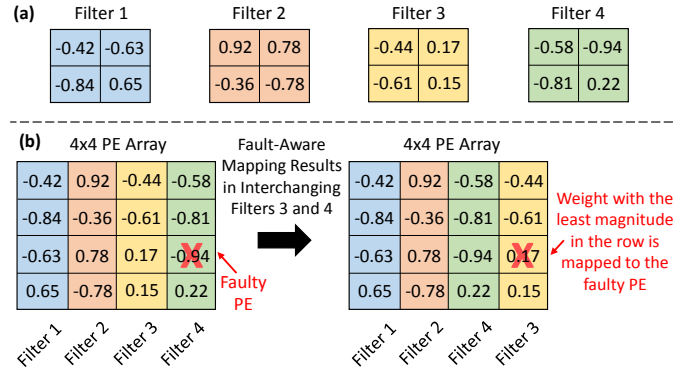 (a)
Filter 1 Filter 2 Filter 3 Filter 4
-0.42 -0.63 0.92 0.78 -0.44 0.17 -0.58 -0.94
-0.84 0.65 -0.36 -0.78 -0.61 0.15 -0.81 0.22
(b)
4x4 PE Array
-0.42 0.92 -0.44 -0.58
-0.84 -0.36 -0.61 -0.81
-0.63 0.78 0.17 -0.94
0.65 -0.78 0.15 0.22
Filter 1 Filter 2 Filter 3 Filter 4
X
Faulty
PE
Fault-Aware
Mapping Results
in Interchanging
Filters 3 and 4
4x4 PE Array
-0.42 0.92 -0.58 -0.44
-0.84 -0.36 -0.81 -0.61
-0.63 0.78 -0.94 0.17
0.65 -0.78 0.22 0.15
Filter 1 Filter 2 Filter 4 Filter 3
X
Weight with the
least magnitude
in the row is
mapped to the
faulty PE